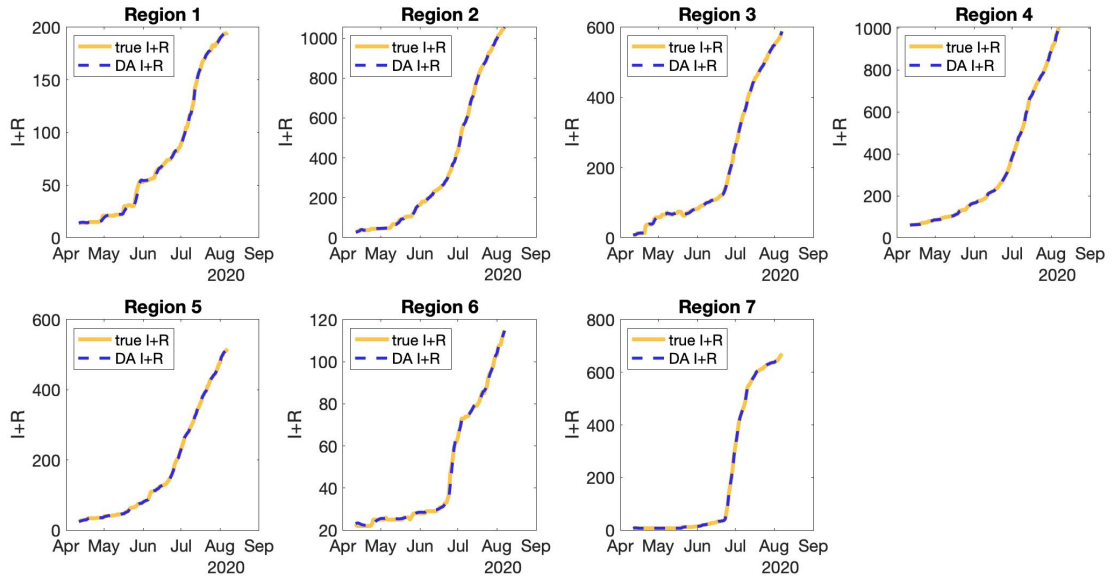 Region 1
true I+R
DA I+R
I+R
200
150
100
50
0
Apr May Jun Jul Aug Sep
2020
Region 2
true I+R
DA I+R
I+R
1000
800
600
400
200
0
Apr May Jun Jul Aug Sep
2020
Region 3
true I+R
DA I+R
I+R
600
400
200
0
Apr May Jun Jul Aug Sep
2020
Region 4
true I+R
DA I+R
I+R
1000
800
600
400
200
0
Apr May Jun Jul Aug Sep
2020
Region 5
true I+R
DA I+R
I+R
600
400
200
0
Apr May Jun Jul Aug Sep
2020
Region 6
true I+R
DA I+R
I+R
120
100
80
60
40
20
Apr May Jun Jul Aug Sep
2020
Region 7
true I+R
DA I+R
I+R
800
600
400
200
0
Apr May Jun Jul Aug Sep
2020